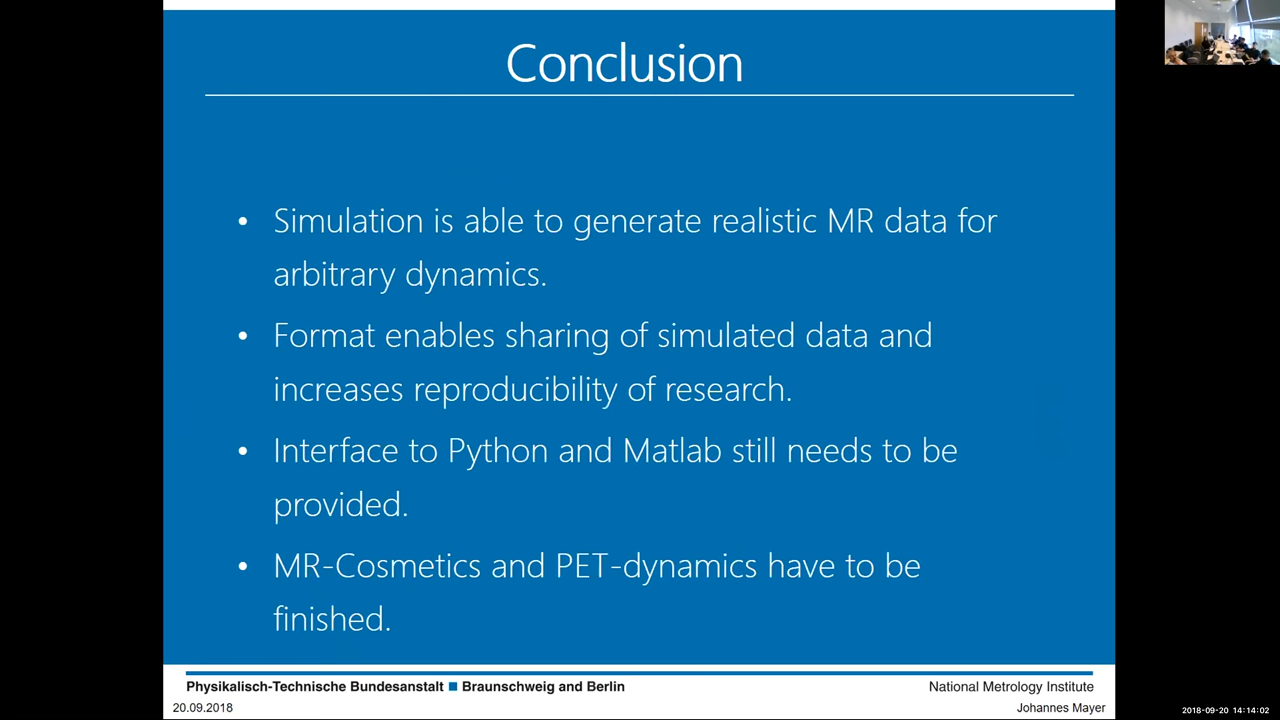 Conclusion
• Simulation is able to generate realistic MR data for
arbitrary dynamics.
• Format enables sharing of simulated data and
increases reproducibility of research.
• Interface to Python and Matlab still needs to be
provided.
• MR-Cosmetics and PET-dynamics have to be
finished.
Physikalisch-Technische Bundesanstalt ■ Braunschweig and Berlin
National Metrology Institute
20.09.2018
Johannes Mayer
2018-09-20 14:14:02